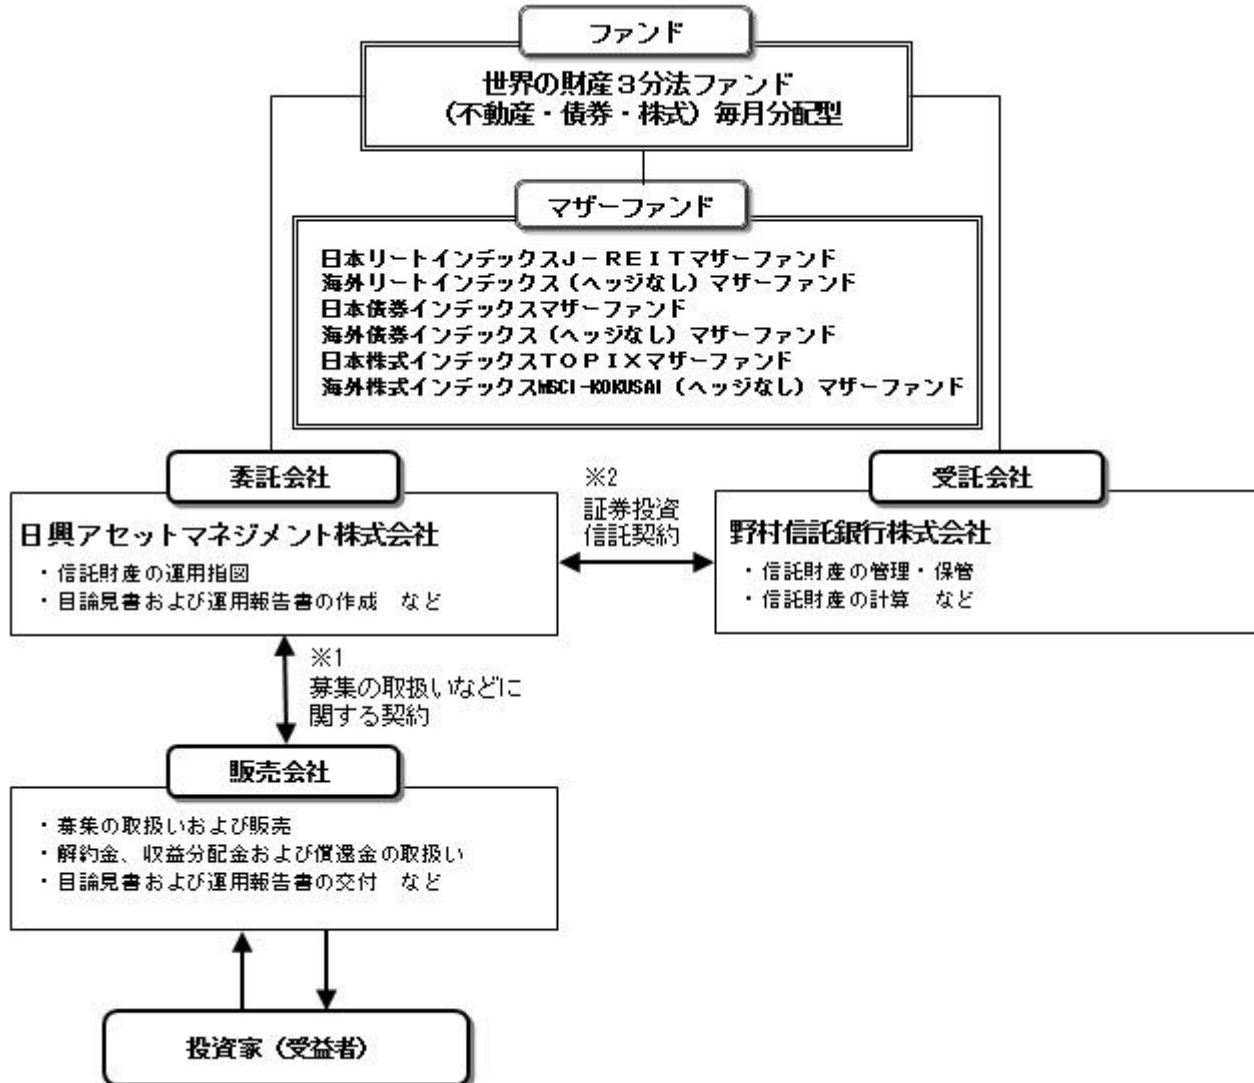 ファンド
世界の財産３分法ファンド
（不動産・債券・株式）毎月分配型
マザーファンド
日本リートインデックスＪ－ＲＥＩＴマザーファンド
海外リートインデックス（ヘッジなし）マザーファンド
日本債券インデックスマザーファンド
海外債券インデックス（ヘッジなし）マザーファンド
日本株式インデックスＴＯＰＩＸマザーファンド
海外株式インデックスMSCI-KOKUSAI（ヘッジなし）マザーファンド
委託会社
日興アセットマネジメント株式会社
・信託財産の運用指図
・目論見書および運用報告書の作成　など
※2
証券投資
信託契約
受託会社
野村信託銀行株式会社
・信託財産の管理・保管
・信託財産の計算　など
※1
募集の取扱いなどに
関する契約
販売会社
・募集の取扱いおよび販売
・解約金、収益分配金および償還金の取扱い
・目論見書および運用報告書の交付　など
投資家（受益者）